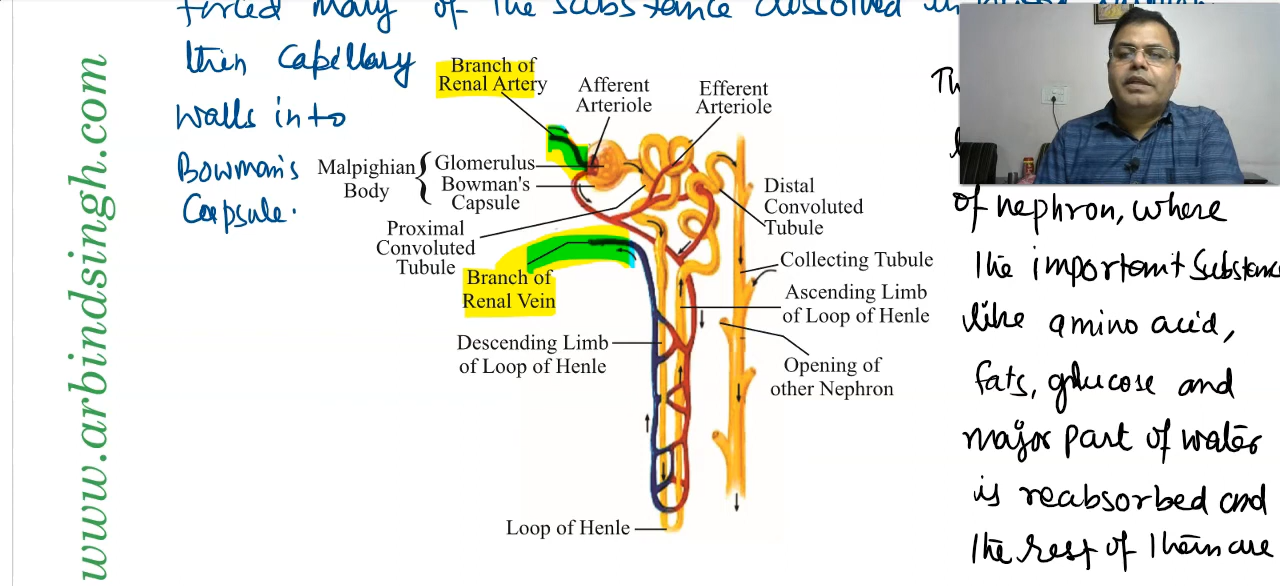 forced many of the substance dissolved in
thin capillary
walls into
Bowman's
Capsule.
www.arbindsingh.com
Branch of
Renal Artery
Afferent
Arteriole
Efferent
Arteriole
Malpighian
Body
Glomerulus
Bowman's
Capsule
Proximal
Convoluted
Tubule
Branch of
Renal Vein
Distal
Convoluted
Tubule
Collecting Tubule
Ascending Limb
of Loop of Henle
Descending Limb
of Loop of Henle
Opening of
other Nephron
Loop of Henle
of nephron, where
the important substance
like amino acid,
fats, glucose and
major part of water
is reabsorbed and
the rest of them are